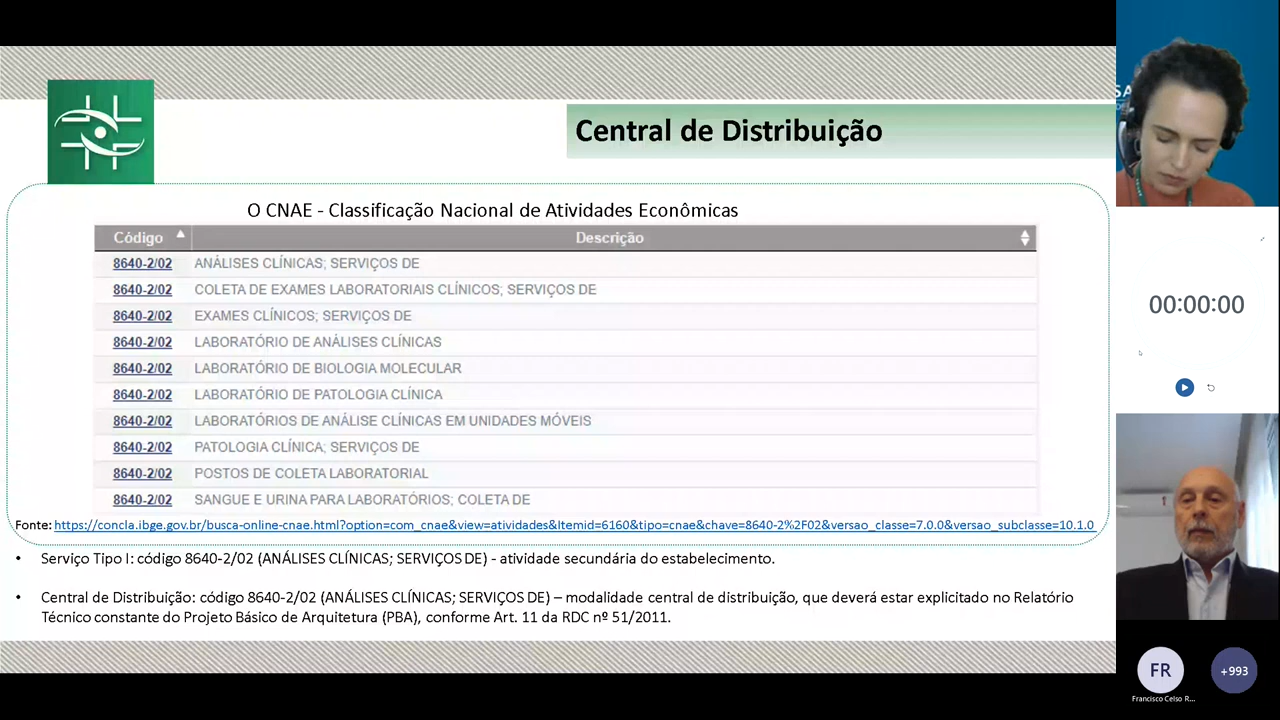 Central de Distribuição
O CNAE - Classificação Nacional de Atividades Econômicas
Código Descrição
8640-2/02 ANÁLISES CLÍNICAS; SERVIÇOS DE
8640-2/02 COLETA DE EXAMES LABORATORIAIS CLÍNICOS; SERVIÇOS DE
8640-2/02 EXAMES CLÍNICOS; SERVIÇOS DE
8640-2/02 LABORATÓRIO DE ANÁLISES CLÍNICAS
8640-2/02 LABORATÓRIO DE BIOLOGIA MOLECULAR
8640-2/02 LABORATÓRIO DE PATOLOGIA CLÍNICA
8640-2/02 LABORATÓRIOS DE ANÁLISE CLÍNICAS EM UNIDADES MÓVEIS
8640-2/02 PATOLOGIA CLÍNICA; SERVIÇOS DE
8640-2/02 POSTOS DE COLETA LABORATORIAL
8640-2/02 SANGUE E URINA PARA LABORATÓRIOS; COLETA DE
Fonte: https://concla.ibge.gov.br/busca-online-cnae.html?option=com_cnae&view=atividades&Itemid=6160&tipo=cnae&chave=8640-2%2F02&versao_classe=7.0.0&versao_subclasse=10.1.0
• Serviço Tipo I: código 8640-2/02 (ANÁLISES CLÍNICAS; SERVIÇOS DE) - atividade secundária do estabelecimento.
• Central de Distribuição: código 8640-2/02 (ANÁLISES CLÍNICAS; SERVIÇOS DE) – modalidade central de distribuição, que deverá estar explicitado no Relatório
Técnico constante do Projeto Básico de Arquitetura (PBA), conforme Art. 11 da RDC nº 51/2011.
00:00:00
FR
+993
Francisco Celso R...